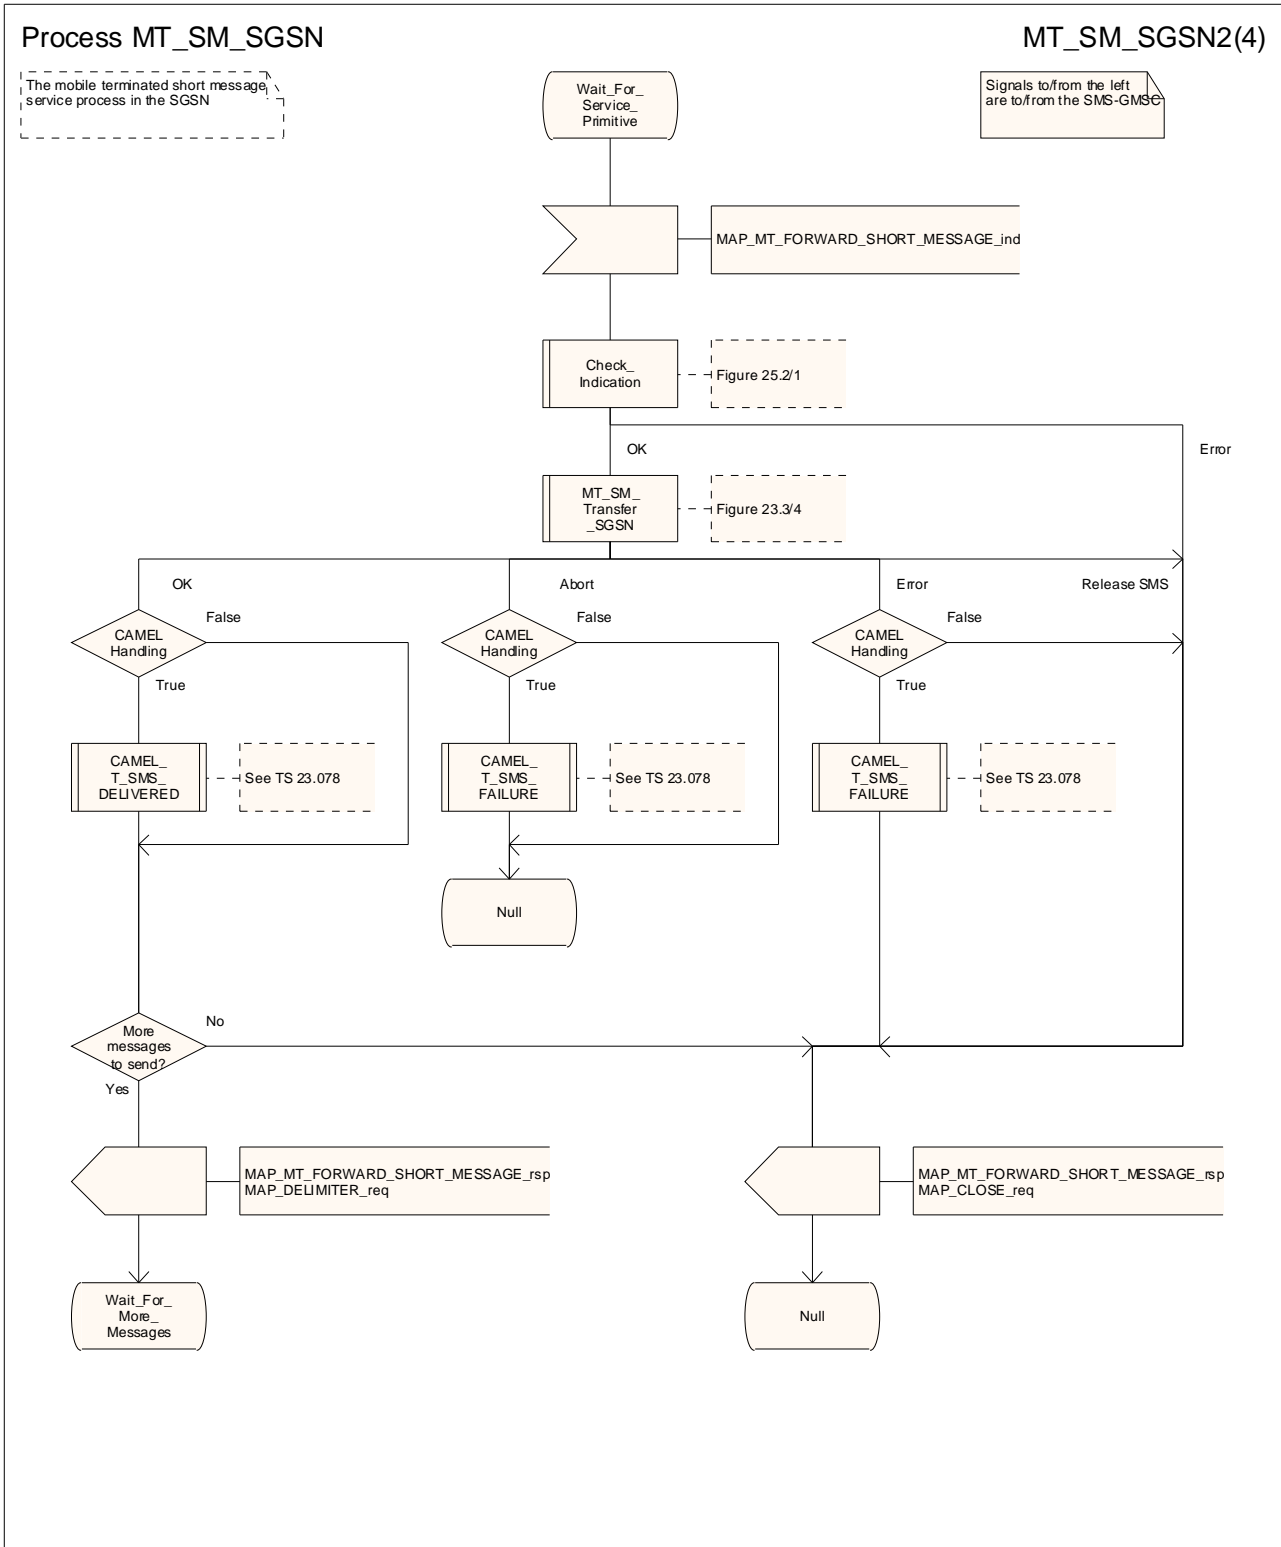 Process MT_SM_SGSN
MT_SM_SGSN2(4)
The mobile terminated short message
service process in the SGSN
Wait_For_
Service_
Primitive
Signals to/from the left
are to/from the SMS-GMSC
MAP_MT_FORWARD_SHORT_MESSAGE_ind
Check_
Indication
Figure 25.2/1
OK
Error
MT_SM_
Transfer
_SGSN
Figure 23.3/4
OK
Abort
Error
Release SMS
False
False
False
CAMEL
Handling
CAMEL
Handling
CAMEL
Handling
True
True
True
CAMEL_
T_SMS_
DELIVERED
See TS 23.078
CAMEL_
T_SMS_
FAILURE
See TS 23.078
CAMEL_
T_SMS_
FAILURE
See TS 23.078
Null
No
More
messages
to send?
Yes
MAP_MT_FORWARD_SHORT_MESSAGE_rsp
MAP_DELIMITER_req
MAP_MT_FORWARD_SHORT_MESSAGE_rsp
MAP_CLOSE_req
Wait_For_
More_
Messages
Null